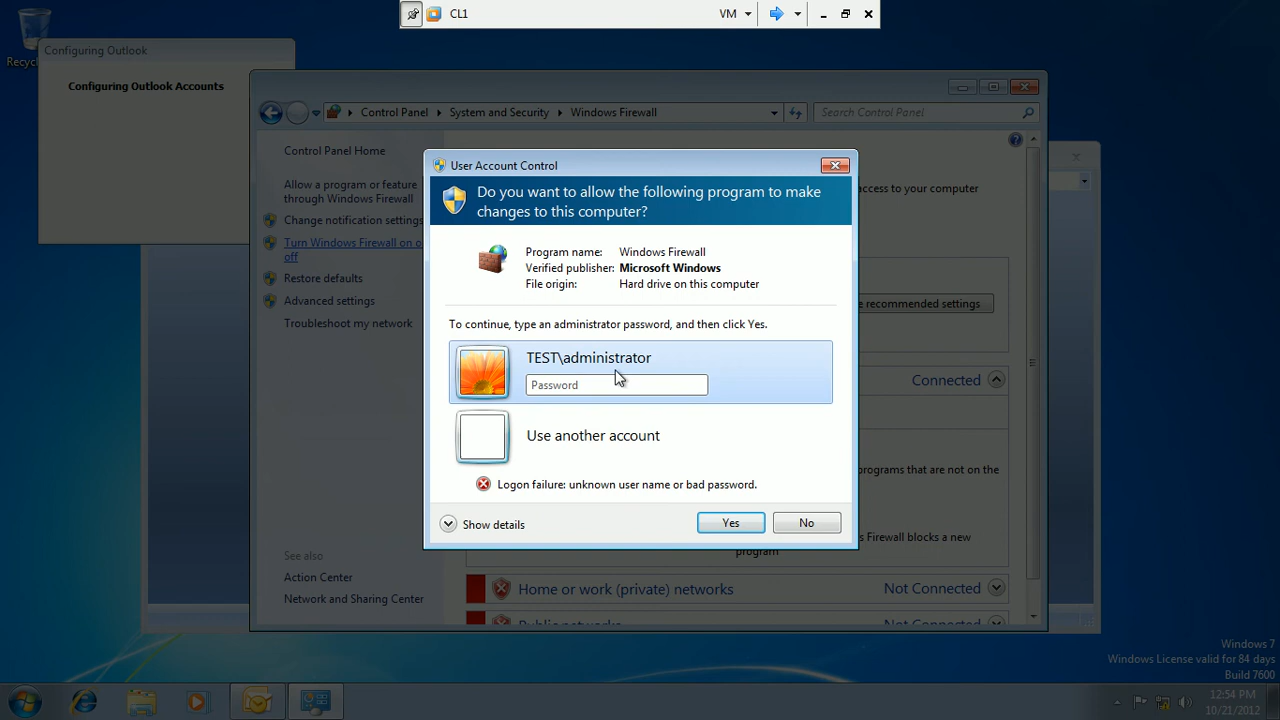 CL1
VM
Recyc
Configuring Outlook
Configuring Outlook Accounts
Control Panel
System and Security
Windows Firewall
Search Control Panel
Control Panel Home
Allow a program or feature
through Windows Firewall
Change notification settings
Turn Windows Firewall on o
off
Restore defaults
Advanced settings
Troubleshoot my network
See also
Action Center
Network and Sharing Center
access to your computer
e recommended settings
Connected
programs that are not on the
s Firewall blocks a new
program
Home or work (private) networks
Not Connected
Public networks
Not Connected
User Account Control
Do you want to allow the following program to make
changes to this computer?
Program name: Windows Firewall
Verified publisher: Microsoft Windows
File origin: Hard drive on this computer
To continue, type an administrator password, and then click Yes.
TEST\administrator
Password
Use another account
Logon failure: unknown user name or bad password.
Show details
Yes
No
Windows 7
Windows License valid for 84 days
Build 7600
12:54 PM
10/21/2012